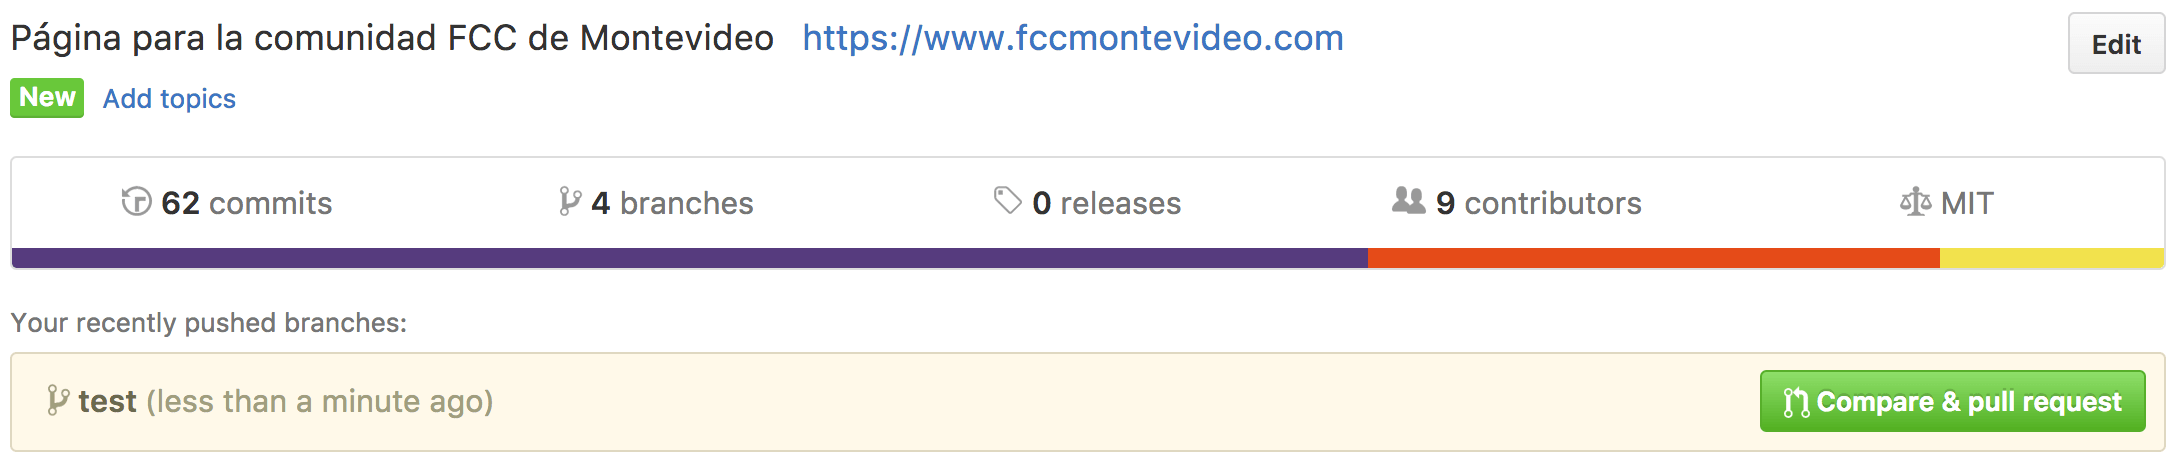 Página para la comunidad FCC de Montevideo https://www.fccmontevideo.com
Edit
New Add topics
62 commits 4 branches 0 releases 9 contributors MIT
Your recently pushed branches:
test (less than a minute ago)
Compare & pull request